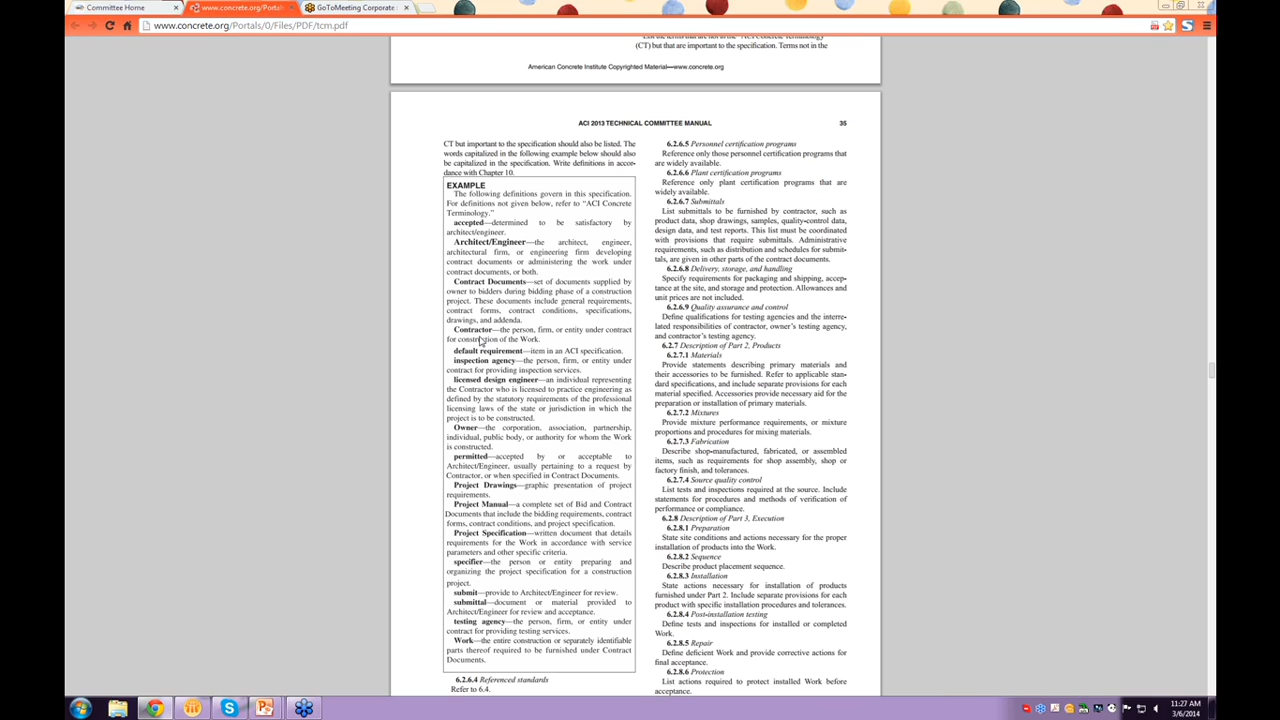 Committee Home
www.concrete.org/Portals
GoToMeeting Corporate
www.concrete.org/Portals/0/Files/PDF/tcm.pdf
(CT) but that are important to the specification. Terms not in the
American Concrete Institute Copyrighted Material—www.concrete.org
ACI 2013 TECHNICAL COMMITTEE MANUAL
35
CT but important to the specification should also be listed. The
words capitalized in the following example below should also
be capitalized in the specification. Write definitions in accor-
dance with Chapter 10.
EXAMPLE
The following definitions govern in this specification.
For definitions not given below, refer to “ACI Concrete
Terminology.”
accepted—determined to be satisfactory by
architect/engineer.
Architect/Engineer—the architect, engineer,
architectural firm, or engineering firm developing
contract documents or administering the work under
contract documents, or both.
Contract Documents—set of documents supplied by
owner to bidders during bidding phase of a construction
project. These documents include general requirements,
contract forms, contract conditions, specifications,
drawings, and addenda.
Contractor—the person, firm, or entity under contract
for construction of the Work.
default requirement—item in an ACI specification.
inspection agency—the person, firm, or entity under
contract for providing inspection services.
licensed design engineer—an individual representing
the Contractor who is licensed to practice engineering as
defined by the statutory requirements of the professional
licensing laws of the state or jurisdiction in which the
project is to be constructed.
Owner—the corporation, association, partnership,
individual, public body, or authority for whom the Work
is constructed.
permitted—accepted by or acceptable to
Architect/Engineer, usually pertaining to a request by
Contractor, or when specified in Contract Documents.
Project Drawings—graphic presentation of project
requirements.
Project Manual—a complete set of Bid and Contract
Documents that include the bidding requirements, contract
forms, contract conditions, and project specification.
Project Specification—written document that details
requirements for the Work in accordance with service
parameters and other specific criteria.
specifier—the person or entity preparing and
organizing the project specification for a construction
project.
submit—provide to Architect/Engineer for review.
submittal—document or material provided to
Architect/Engineer for review and acceptance.
testing agency—the person, firm, or entity under
contract for providing testing services.
Work—the entire construction or separately identifiable
parts thereof required to be furnished under Contract
Documents.
6.2.6.4 Referenced standards
Refer to 6.4.
6.2.6.5 Personnel certification programs
Reference only those personnel certification programs that
are widely available.
6.2.6.6 Plant certification programs
Reference only plant certification programs that are
widely available.
6.2.6.7 Submittals
List submittals to be furnished by contractor, such as
product data, shop drawings, samples, quality-control data,
design data, and test reports. This list must be coordinated
with provisions that require submittals. Administrative
requirements, such as distribution and schedules for submit-
tals, are given in other parts of the contract documents.
6.2.6.8 Delivery, storage, and handling
Specify requirements for packaging and shipping, accep-
tance at the site, and storage and protection. Allowances and
unit prices are not included.
6.2.6.9 Quality assurance and control
Define qualifications for testing agencies and the interre-
lated responsibilities of contractor, owner’s testing agency,
and contractor’s testing agency.
6.2.7 Description of Part 2, Products
6.2.7.1 Materials
Provide statements describing primary materials and
their accessories to be furnished. Refer to applicable stan-
dard specifications, and include separate provisions for each
material specified. Accessories provide necessary aid for the
preparation or installation of primary materials.
6.2.7.2 Mixtures
Provide mixture performance requirements, or mixture
proportions and procedures for mixing materials.
6.2.7.3 Fabrication
Describe shop-manufactured, fabricated, or assembled
items, such as requirements for shop assembly, shop or
factory finish, and tolerances.
6.2.7.4 Source quality control
List tests and inspections required at the source. Include
statements for procedures and methods of verification of
performance or compliance.
6.2.8 Description of Part 3, Execution
6.2.8.1 Preparation
State site conditions and actions necessary for the proper
installation of products into the Work.
6.2.8.2 Sequence
Describe product placement sequence.
6.2.8.3 Installation
State actions necessary for installation of products
furnished under Part 2. Include separate provisions for each
product with specific installation procedures and tolerances.
6.2.8.4 Post-installation testing
Define tests and inspections for installed or completed
Work.
6.2.8.5 Repair
Define deficient Work and provide corrective actions for
final acceptance.
6.2.8.6 Protection
List actions required to protect installed Work before
acceptance.
11:27 AM
3/6/2014